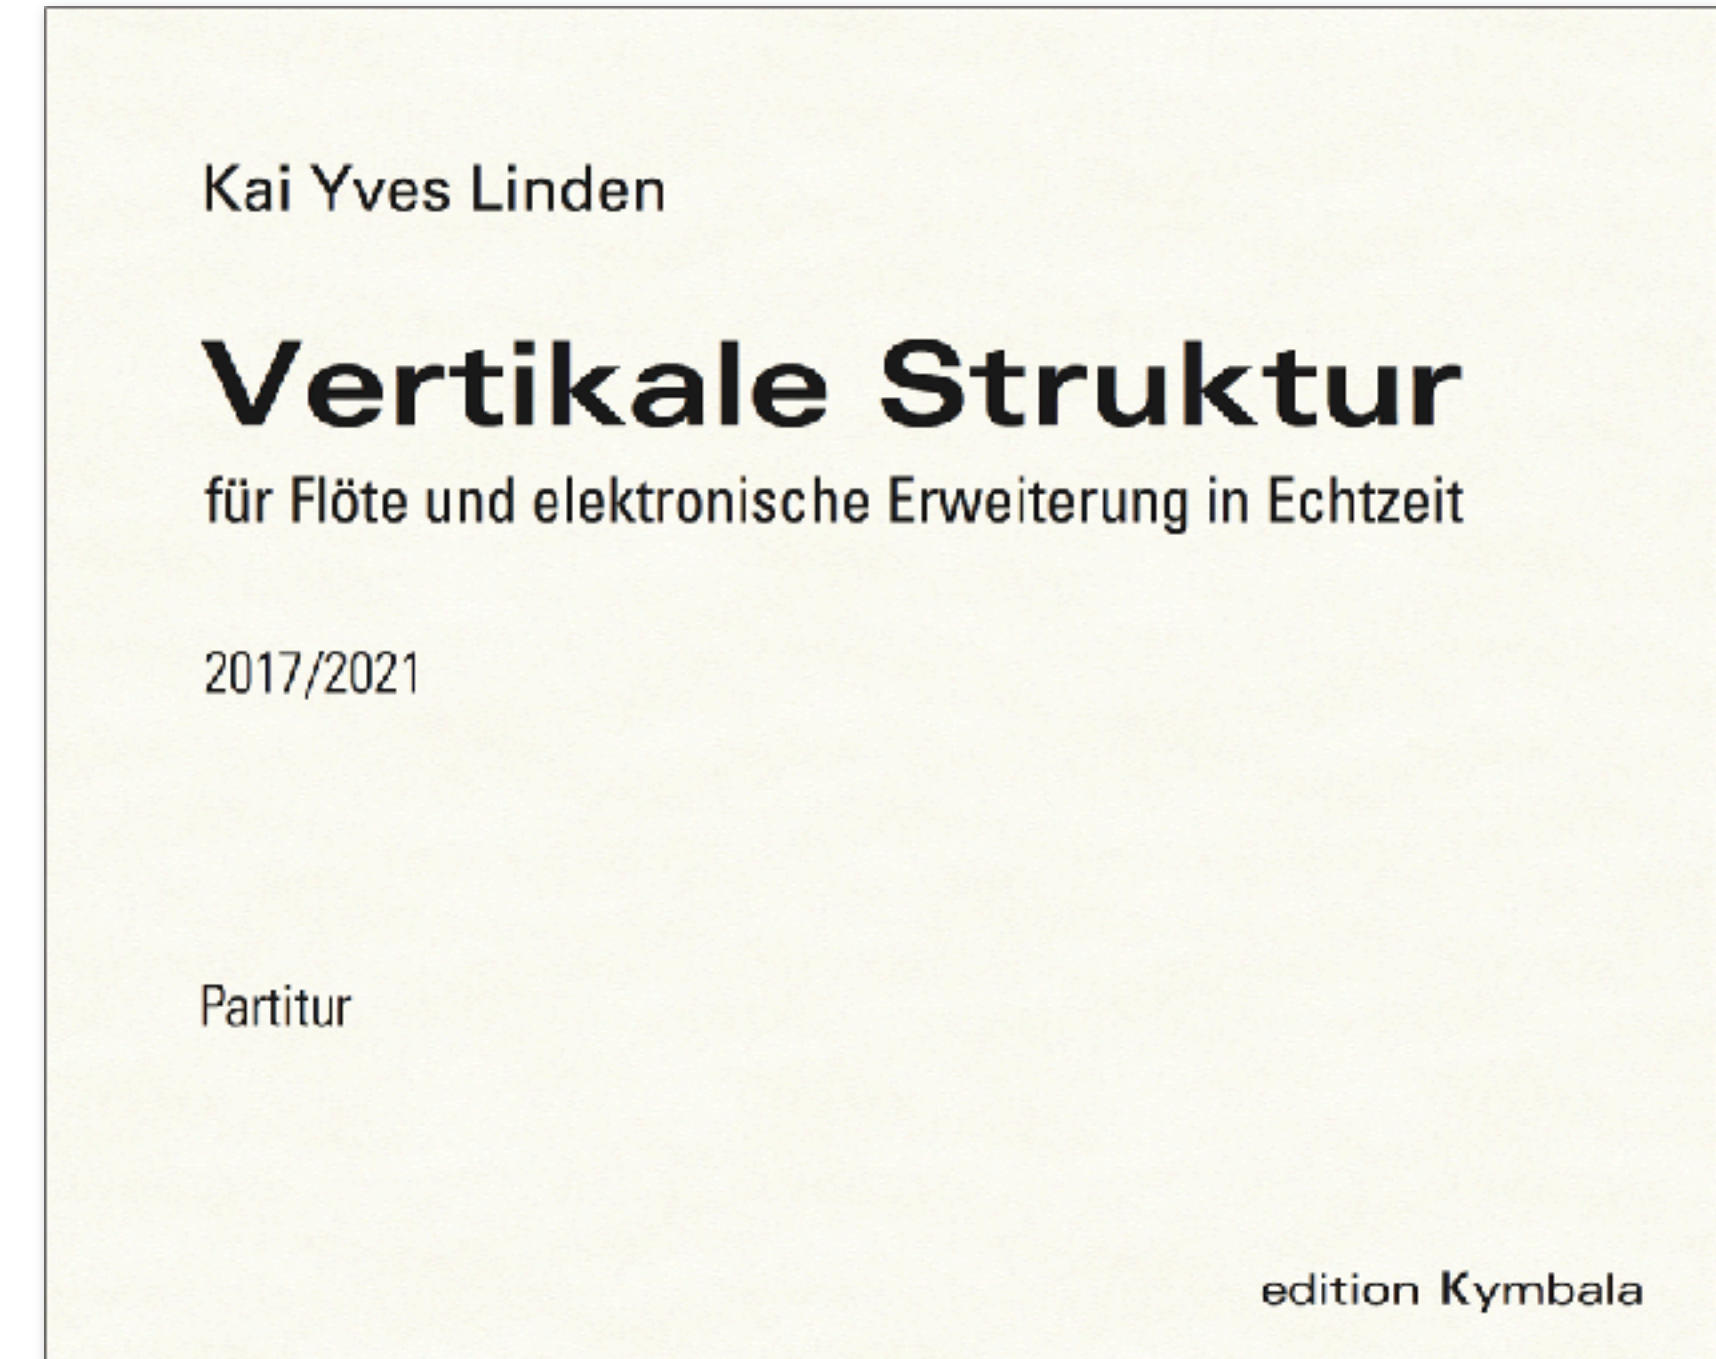 Kai Yves Linden
Vertikale Struktur
für Flöte und elektronische Erweiterung in Echtzeit
2017/2021
Partitur
edition Kymbala